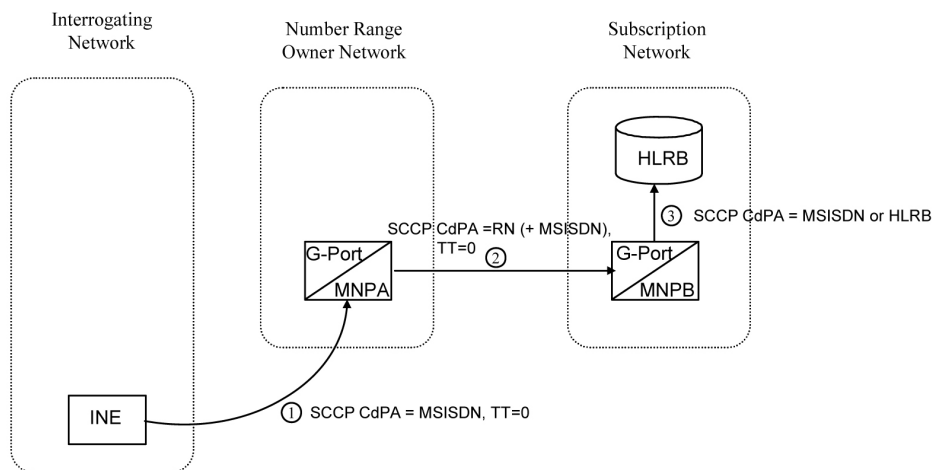 Interrogating
Network
Number Range
Owner Network
Subscription
Network
HLRB
SCCP CdPA =RN (+ MSISDN),
TT=0
2
3 SCCP CdPA = MSISDN or HLRB
G-Port
MNPA
G-Port
MNPB
INE
1 SCCP CdPA = MSISDN, TT=0